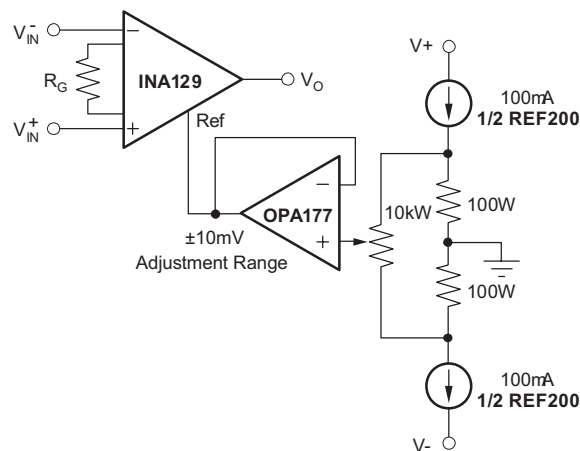 V⁻IN
RG
V⁺IN
INA129
VO
Ref
−
+
−
+
OPA177
±10mV
Adjustment Range
10kW
V+
100mA
1/2 REF200
100W
100W
100mA
1/2 REF200
V-